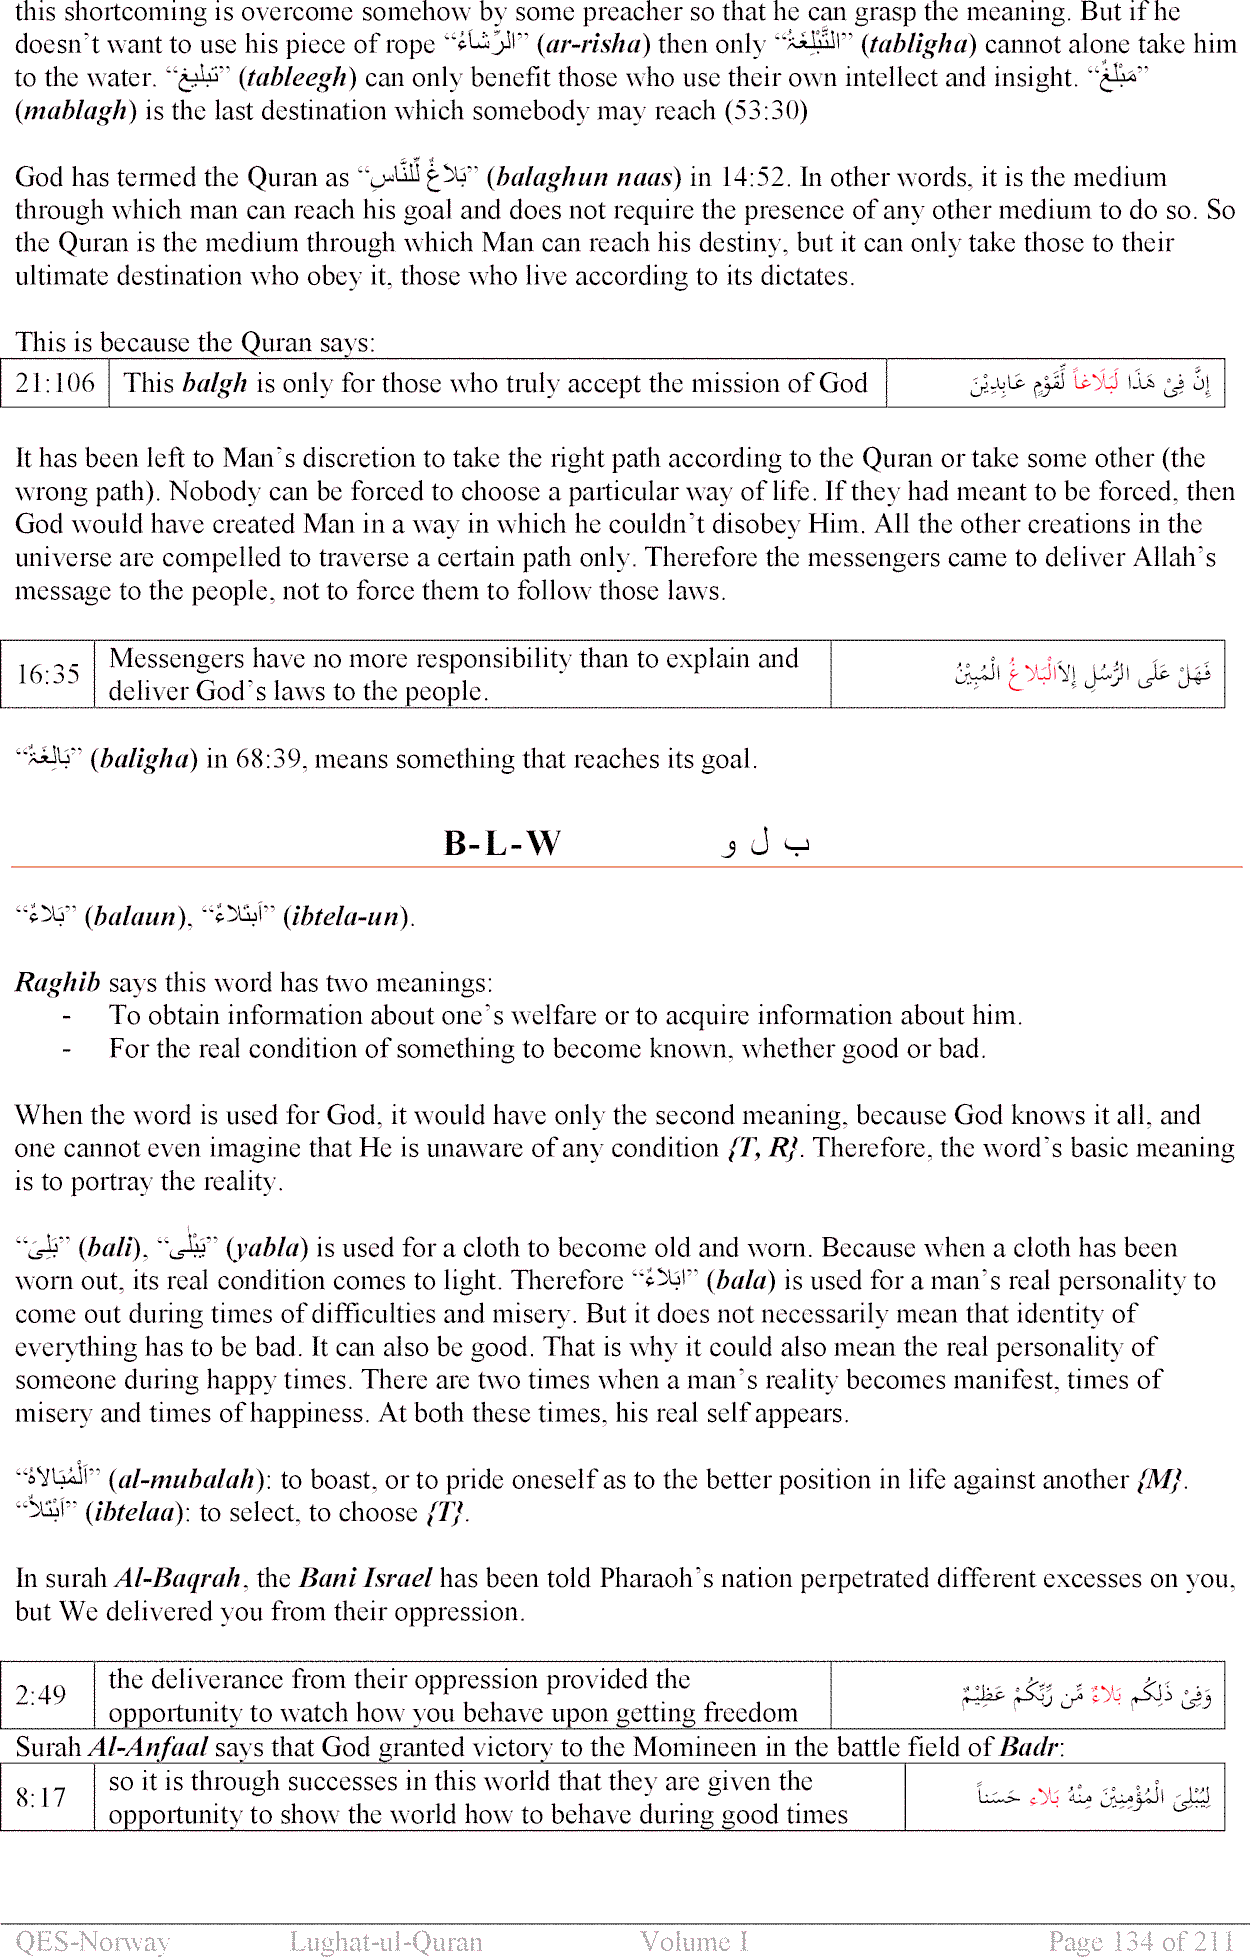 this shortcoming is overcome somehow by some preacher so that he can grasp the meaning. But if he
doesn’t want to use his piece of rope “الرِّشَاَءُ” (ar-risha) then only “التَّبْلِغَۃُ” (tabligha) cannot alone take him
to the water. “تبلیغ” (tableegh) can only benefit those who use their own intellect and insight. “مَبْلَغٌ”
(mablagh) is the last destination which somebody may reach (53:30)
God has termed the Quran as “بَلاَغٌ لِّلنَّاسِ” (balaghun naas) in 14:52. In other words, it is the medium
through which man can reach his goal and does not require the presence of any other medium to do so. So
the Quran is the medium through which Man can reach his destiny, but it can only take those to their
ultimate destination who obey it, those who live according to its dictates.
This is because the Quran says:
21:106 This balgh is only for those who truly accept the mission of God إِنَّ فِیْ هَذَا لَبَلَاغاً لِّقَوْمٍ عَابِدِیْنَ
It has been left to Man’s discretion to take the right path according to the Quran or take some other (the
wrong path). Nobody can be forced to choose a particular way of life. If they had meant to be forced, then
God would have created Man in a way in which he couldn’t disobey Him. All the other creations in the
universe are compelled to traverse a certain path only. Therefore the messengers came to deliver Allah’s
message to the people, not to force them to follow those laws.
16:35 Messengers have no more responsibility than to explain and
deliver God’s laws to the people. فَهَلْ عَلَی الرُّسُلِ إِلاَالْبَلاغُ الْمُبِیْنُ
“بَالِغَۃٌ” (baligha) in 68:39, means something that reaches its goal.
B-L-W ب ل و
“بَلاَءٌ” (balaun), “اَبتَلاءٌ” (ibtela-un).
Raghib says this word has two meanings:
- To obtain information about one’s welfare or to acquire information about him.
- For the real condition of something to become known, whether good or bad.
When the word is used for God, it would have only the second meaning, because God knows it all, and
one cannot even imagine that He is unaware of any condition {T, R}. Therefore, the word’s basic meaning
is to portray the reality.
“بَلِیَ” (bali), “یَبْلٰی” (yabla) is used for a cloth to become old and worn. Because when a cloth has been
worn out, its real condition comes to light. Therefore “ابَلاَءٌ” (bala) is used for a man’s real personality to
come out during times of difficulties and misery. But it does not necessarily mean that identity of
everything has to be bad. It can also be good. That is why it could also mean the real personality of
someone during happy times. There are two times when a man’s reality becomes manifest, times of
misery and times of happiness. At both these times, his real self appears.
“اَلْمُبَالاَۃُ” (al-mubalah): to boast, or to pride oneself as to the better position in life against another {M}.
“اَبْتَلاٌ” (ibtelaa): to select, to choose {T}.
In surah Al-Baqrah, the Bani Israel has been told Pharaoh’s nation perpetrated different excesses on you,
but We delivered you from their oppression.
2:49 the deliverance from their oppression provided the
opportunity to watch how you behave upon getting freedom وَفِیْ ذَلِکُم بَلاءٌ مِّن رَّبِّکُمْ عَظِیْمٌ
Surah Al-Anfaal says that God granted victory to the Momineen in the battle field of Badr:
8:17 so it is through successes in this world that they are given the
opportunity to show the world how to behave during good times لِیُبْلِیَ الْمُؤْمِنِیْنَ مِنْهُ بَلاء حَسَناً
QES-Norway Lughat-ul-Quran Volume I Page 134 of 211